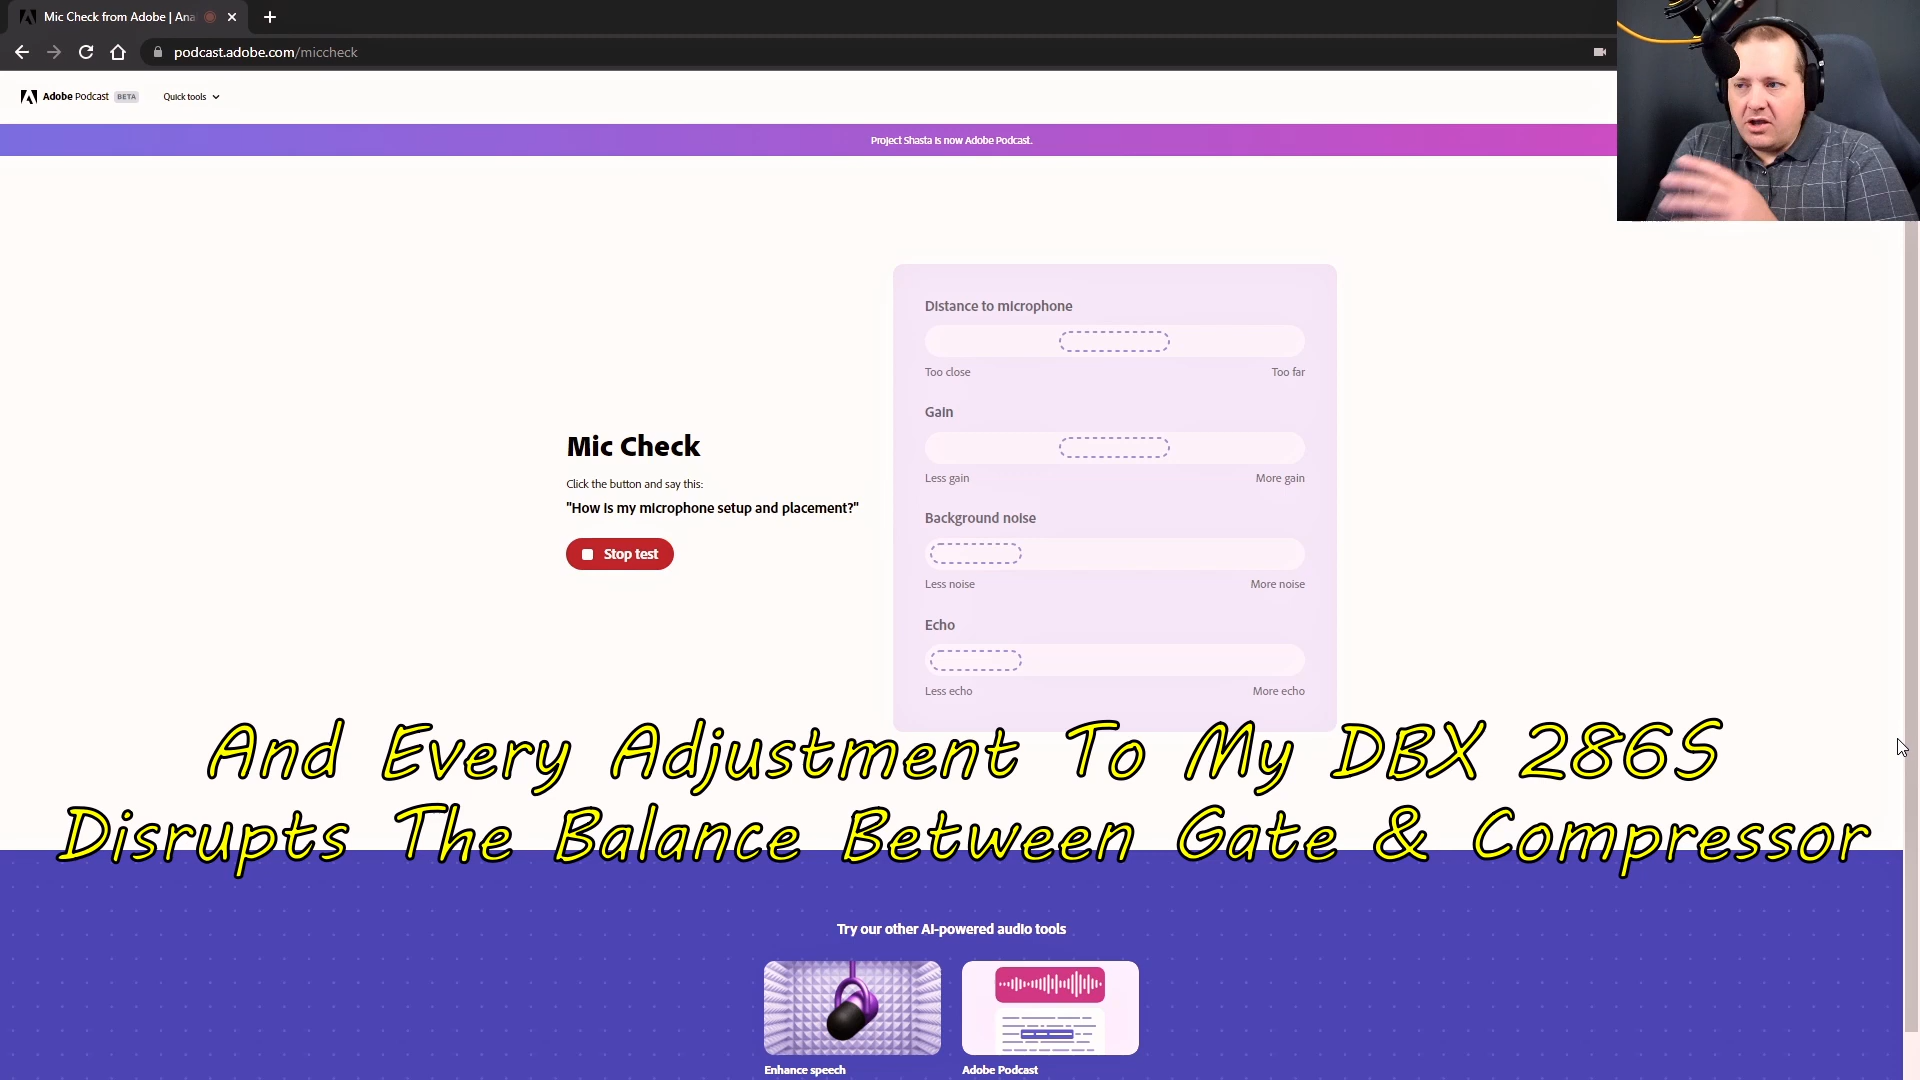 Mic Check from Adobe | Ana
podcast.adobe.com/miccheck
Adobe Podcast BETA Quick tools
Project Shasta is now Adobe Podcast.
Distance to microphone
Too close Too far
Gain
Less gain More gain
Mic Check
Click the button and say this:
"How is my microphone setup and placement?"
Stop test
Background noise
Less noise More noise
Echo
Less echo More echo
And Every Adjustment To My DBX 286S
Disrupts The Balance Between Gate & Compressor
Try our other AI-powered audio tools
Enhance speech Adobe Podcast